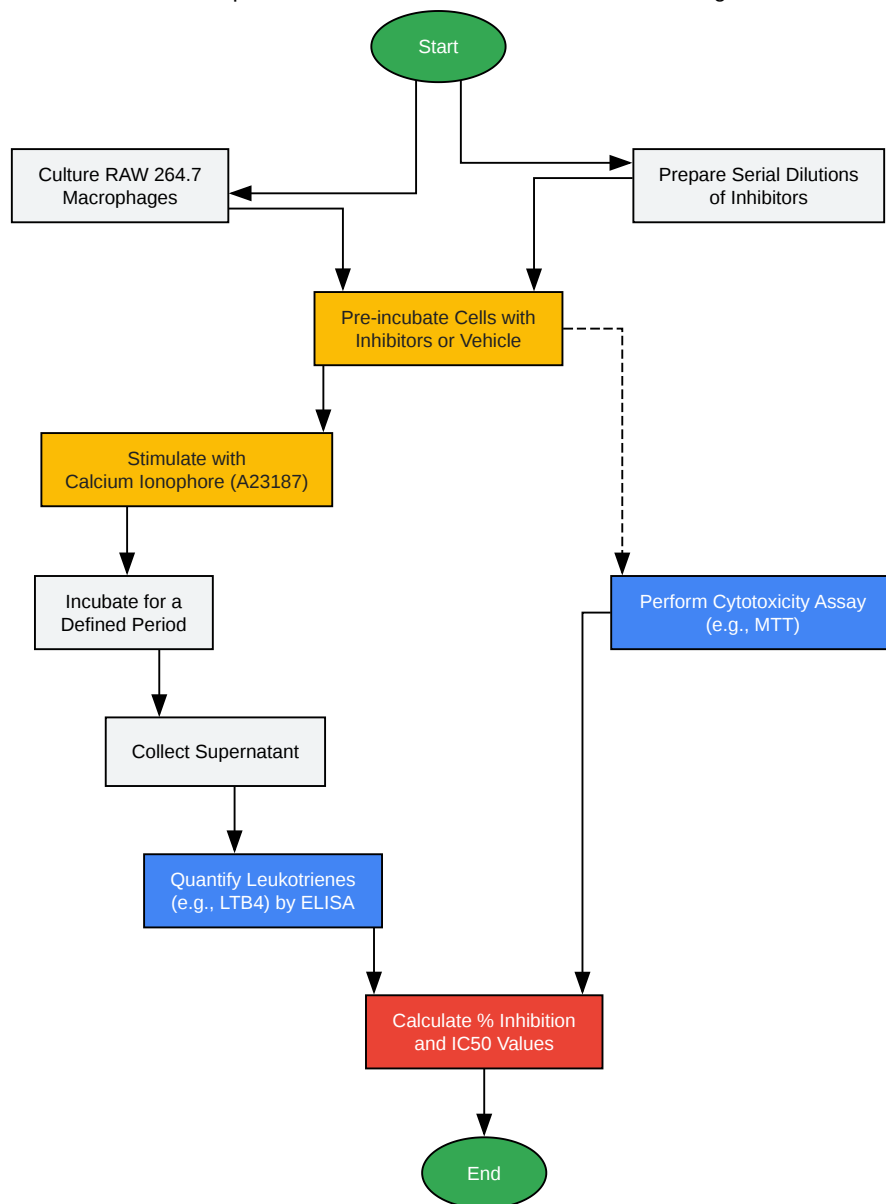 Start
Culture RAW 264.7
Macrophages
Prepare Serial Dilutions
of Inhibitors
Pre-incubate Cells with
Inhibitors or Vehicle
Stimulate with
Calcium Ionophore (A23187)
Incubate for a
Defined Period
Perform Cytotoxicity Assay
(e.g., MTT)
Collect Supernatant
Quantify Leukotrienes
(e.g., LTB4) by ELISA
Calculate % Inhibition
and IC50 Values
End